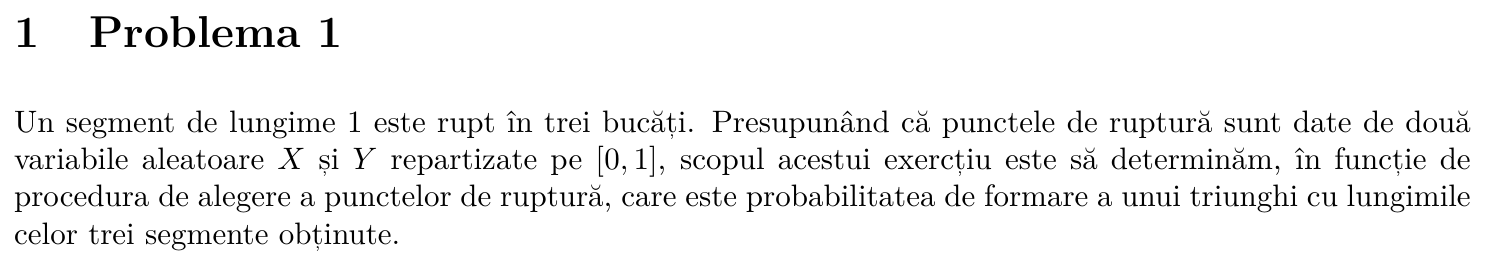 1 Problema 1
Un segment de lungime 1 este rupt în trei bucăți. Presupunând că punctele de ruptură sunt date de două
variabile aleatoare X și Y repartizate pe [0, 1], scopul acestui exercțiu este să determinăm, în funcție de
procedura de alegere a punctelor de ruptură, care este probabilitatea de formare a unui triunghi cu lungimile
celor trei segmente obținute.